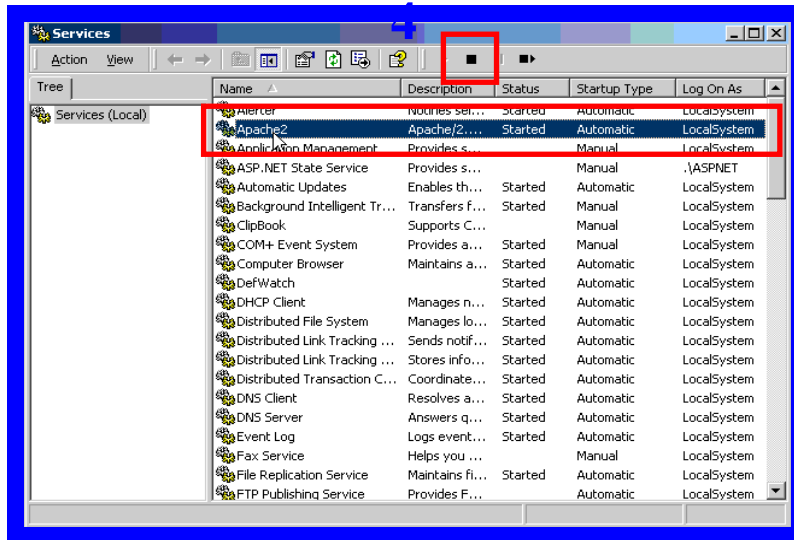 4
Services
Action View
Tree
Name Description Status Startup Type Log On As
Services (Local)
Alerter Notifies sel... Started Automatic LocalSystem
Apache2 Apache/2.... Started Automatic LocalSystem
Application Management Provides s... Manual LocalSystem
ASP.NET State Service Provides s... Manual .\ASPNET
Automatic Updates Enables th... Started Automatic LocalSystem
Background Intelligent Tr... Transfers f... Started Manual LocalSystem
ClipBook Supports C... Manual LocalSystem
COM+ Event System Provides a... Started Manual LocalSystem
Computer Browser Maintains a... Started Automatic LocalSystem
DefWatch Started Automatic LocalSystem
DHCP Client Manages n... Started Automatic LocalSystem
Distributed File System Manages lo... Started Automatic LocalSystem
Distributed Link Tracking ... Sends notif... Started Automatic LocalSystem
Distributed Link Tracking ... Stores info... Started Automatic LocalSystem
Distributed Transaction C... Coordinate... Started Automatic LocalSystem
DNS Client Resolves a... Started Automatic LocalSystem
DNS Server Answers q... Started Automatic LocalSystem
Event Log Logs event... Started Automatic LocalSystem
Fax Service Helps you ... Manual LocalSystem
File Replication Service Maintains fi... Started Automatic LocalSystem
FTP Publishing Service Provides F... Automatic LocalSystem